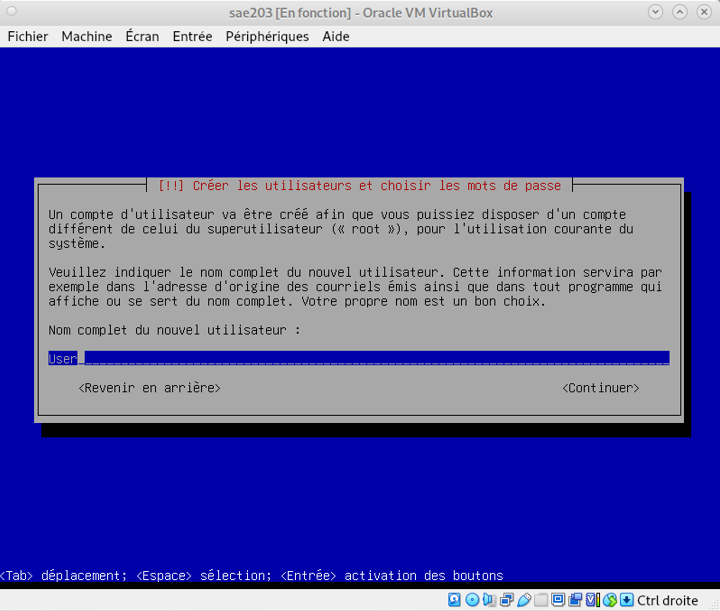 sae203 [En fonction] - Oracle VM VirtualBox
Fichier Machine Écran Entrée Périphériques Aide
[!!] Créer les utilisateurs et choisir les mots de passe
Un compte d'utilisateur va être créé afin que vous puissiez disposer d'un compte
différent de celui du superutilisateur (« root »), pour l'utilisation courante du
système.
Veuillez indiquer le nom complet du nouvel utilisateur. Cette information servira par
exemple dans l'adresse d'origine des courriels émis ainsi que dans tout programme qui
affiche ou se sert du nom complet. Votre propre nom est un bon choix.
Nom complet du nouvel utilisateur :
User
<Revenir en arrière> <Continuer>
<Tab> déplacement; <Espace> sélection; <Entrée> activation des boutons
Ctrl droite